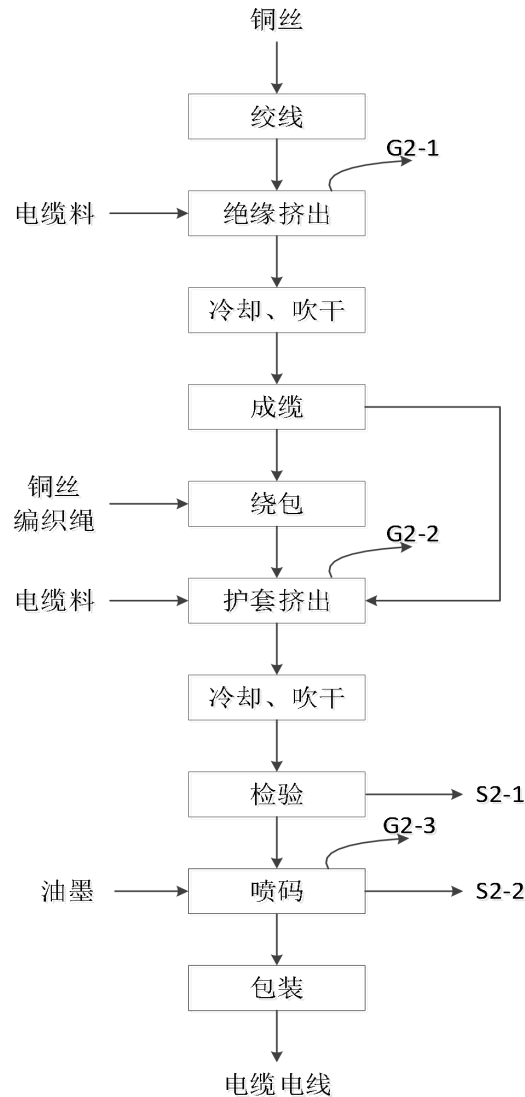 铜丝
绞线
G2-1
电缆料
绝缘挤出
冷却、吹干
成缆
铜丝
编织绳
绕包
G2-2
电缆料
护套挤出
冷却、吹干
检验
S2-1
G2-3
油墨
喷码
S2-2
包装
电缆电线